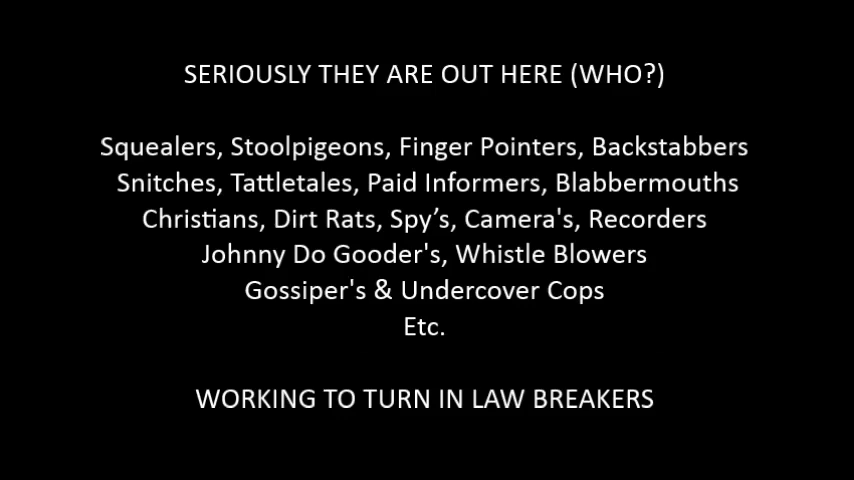 SERIOUSLY THEY ARE OUT HERE (WHO?)
Squealers, Stoolpigeons, Finger Pointers, Backstabbers
Snitches, Tattletales, Paid Informers, Blabbermouths
Christians, Dirt Rats, Spy’s, Camera's, Recorders
Johnny Do Gooder's, Whistle Blowers
Gossiper's & Undercover Cops
Etc.
WORKING TO TURN IN LAW BREAKERS